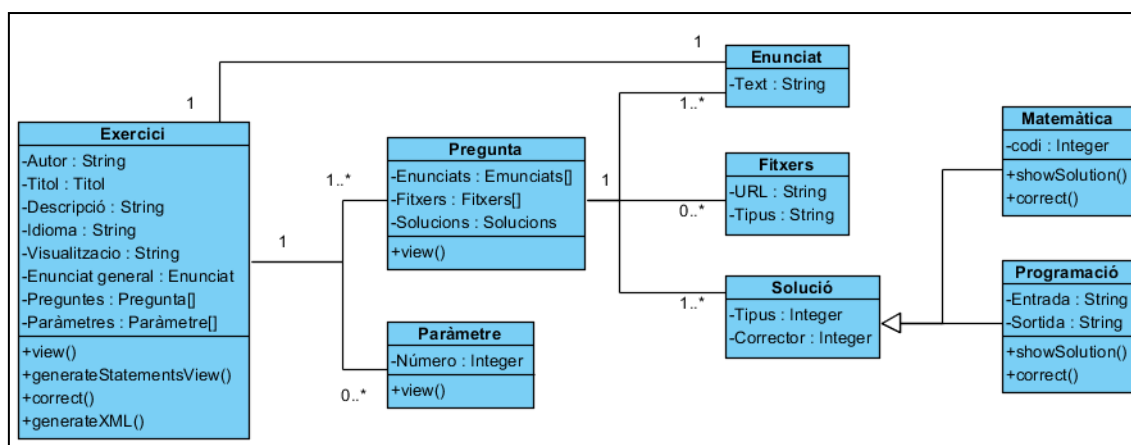 1
Enunciat
-Text : String
1
1..*
Exercici
-Autor : String
-Titol : Titol
-Descripció : String
-Idioma : String
-Visualitzacio : String
-Enunciat general : Enunciat
-Preguntes : Pregunta[]
-Paràmetres : Paràmetre[]
+view()
+generateStatementsView()
+correct()
+generateXML()
1
1..*
0..*
Pregunta
-Enunciats : Emunciats[]
-Fitxers : Fitxers[]
-Solucions : Solucions
+view()
1
Paràmetre
-Número : Integer
+view()
Fitxers
-URL : String
-Tipus : String
0..*
Solució
-Tipus : Integer
-Corrector : Integer
1..*
Matemàtica
-codi : Integer
+showSolution()
+correct()
Programació
-Entrada : String
-Sortida : String
+showSolution()
+correct()